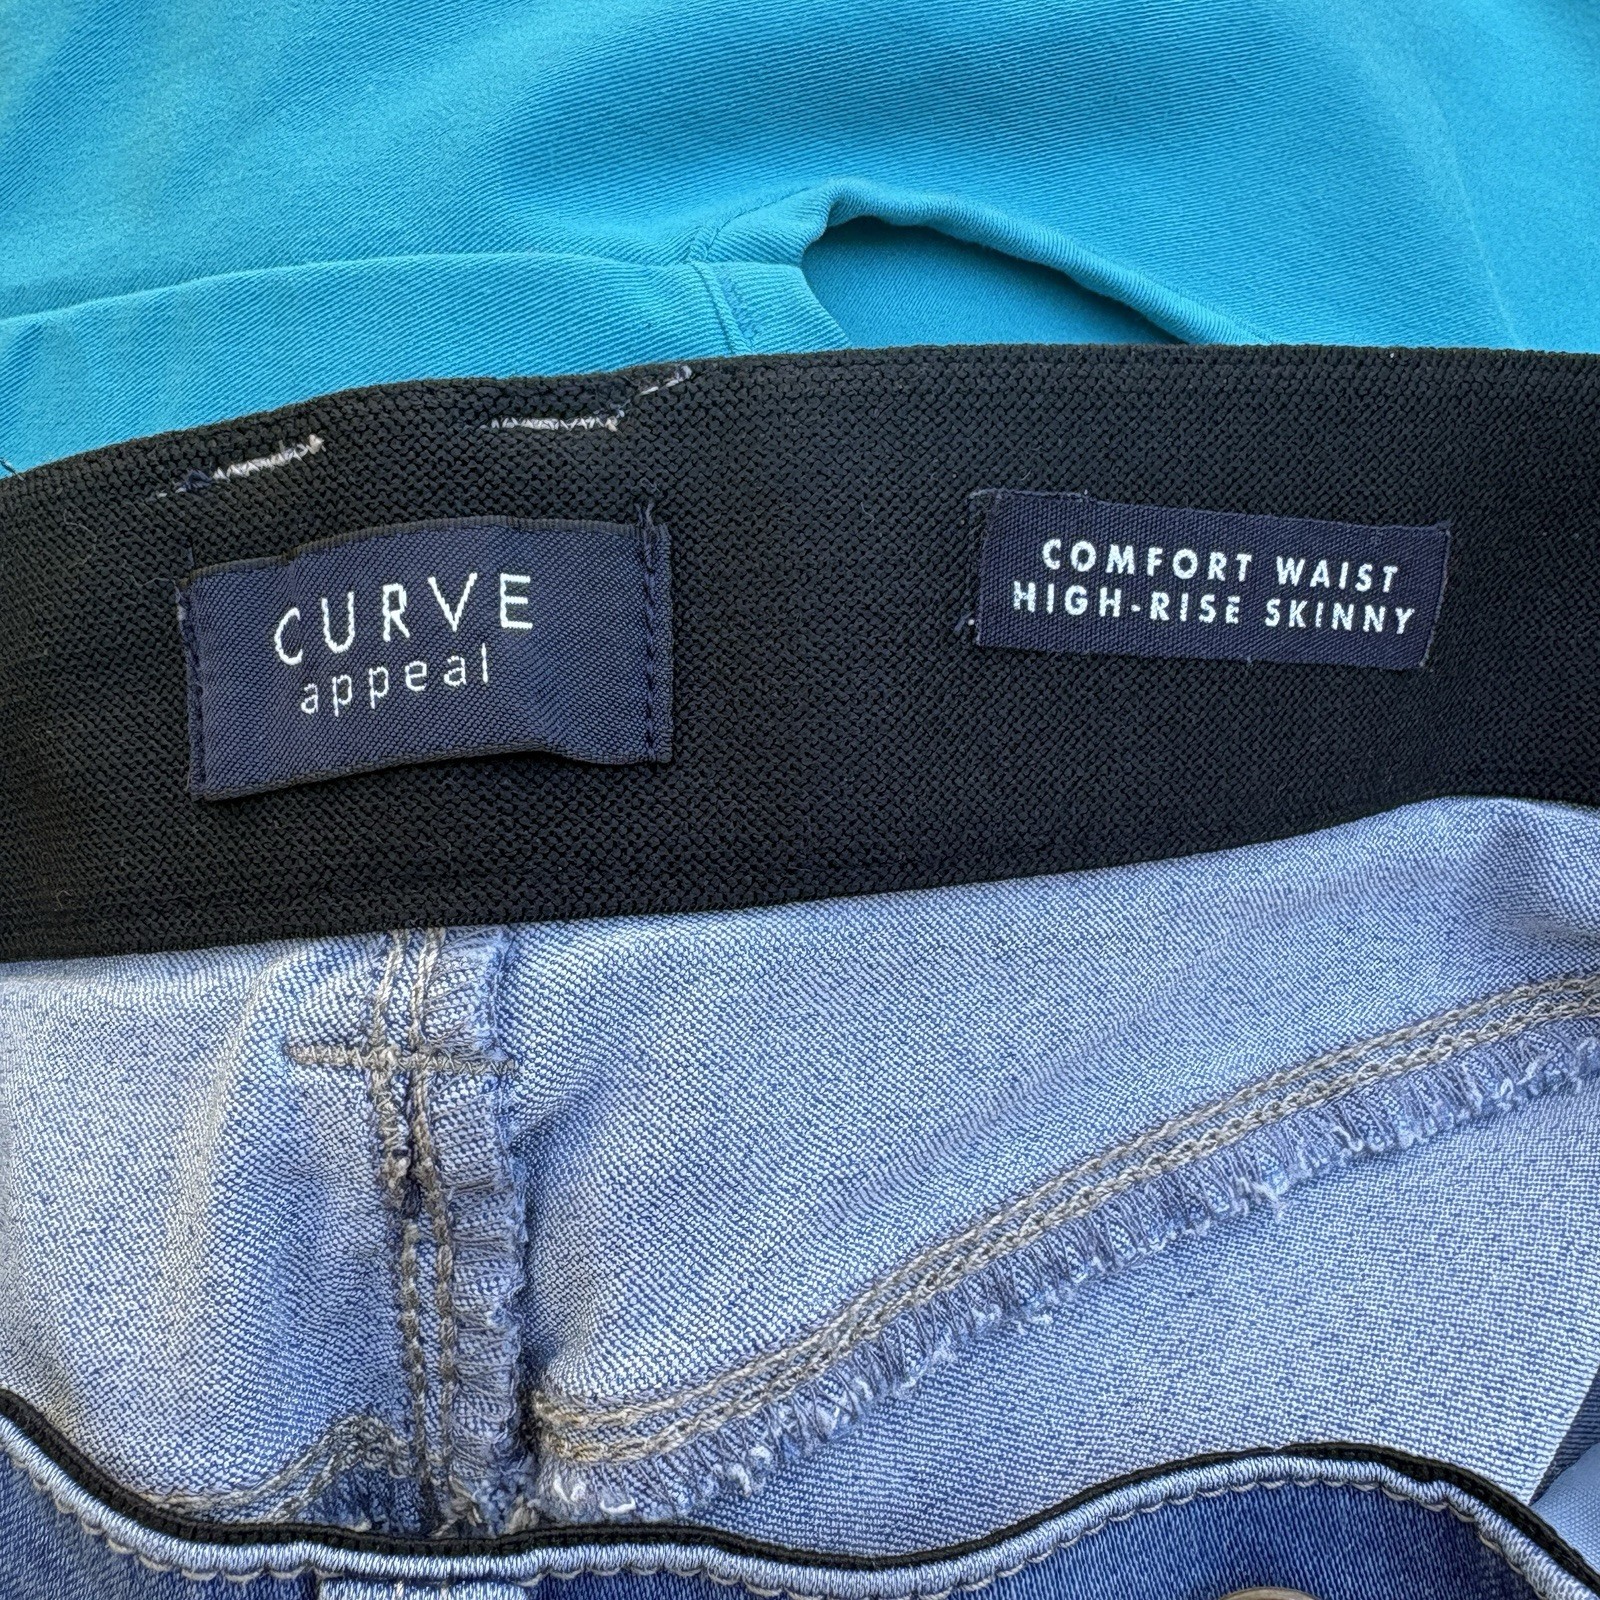 CURVE
appeal
COMFORT WAIST
HIGH-RISE SKINNY